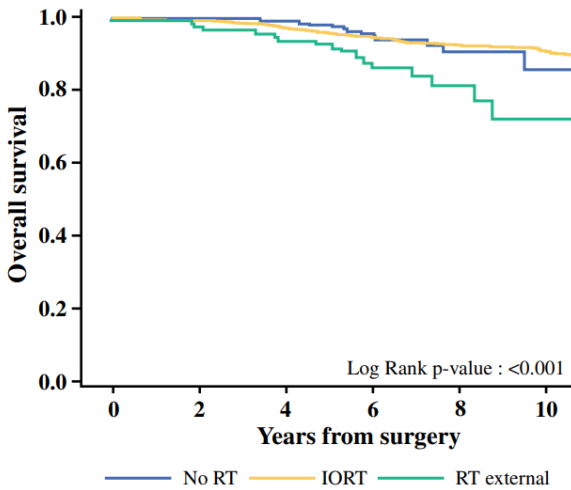 Overall survival
1.0
0.8
0.6
0.4
0.2
0.0
Log Rank p-value : <0.001
0 2 4 6 8 10
Years from surgery
No RT IORT RT external